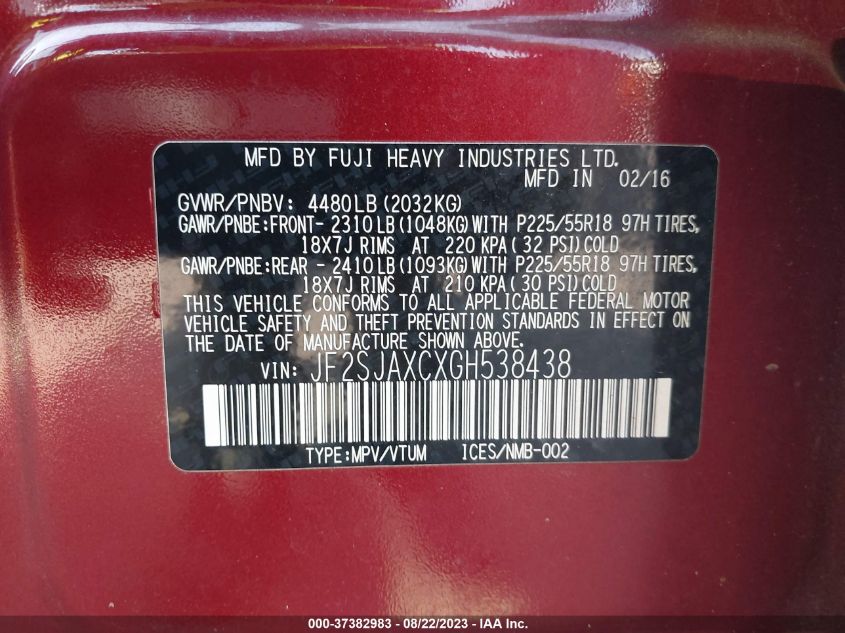 MFD BY FUJI HEAVY INDUSTRIES LTD.
MFD IN 02/16
GVWR/PNBV: 4480LB (2032KG)
GAWR/PNBE:FRONT- 2310LB (1048KG) WITH P225/55R18 97H TIRES,
18X7J RIMS AT 220 KPA ( 32 PSI) COLD
GAWR/PNBE:REAR - 2410LB (1093KG) WITH P225/55R18 97H TIRES,
18X7J RIMS AT 210 KPA ( 30 PSI) COLD
THIS VEHICLE CONFORMS TO ALL APPLICABLE FEDERAL MOTOR
VEHICLE SAFETY AND THEFT PREVENTION STANDARDS IN EFFECT ON
THE DATE OF MANUFACTURE SHOWN ABOVE.
VIN: JF2SJAXCXGH538438
TYPE:MPV/VTUM ICES/NMB-002
000-37382983 - 08/22/2023 - IAA, Inc.